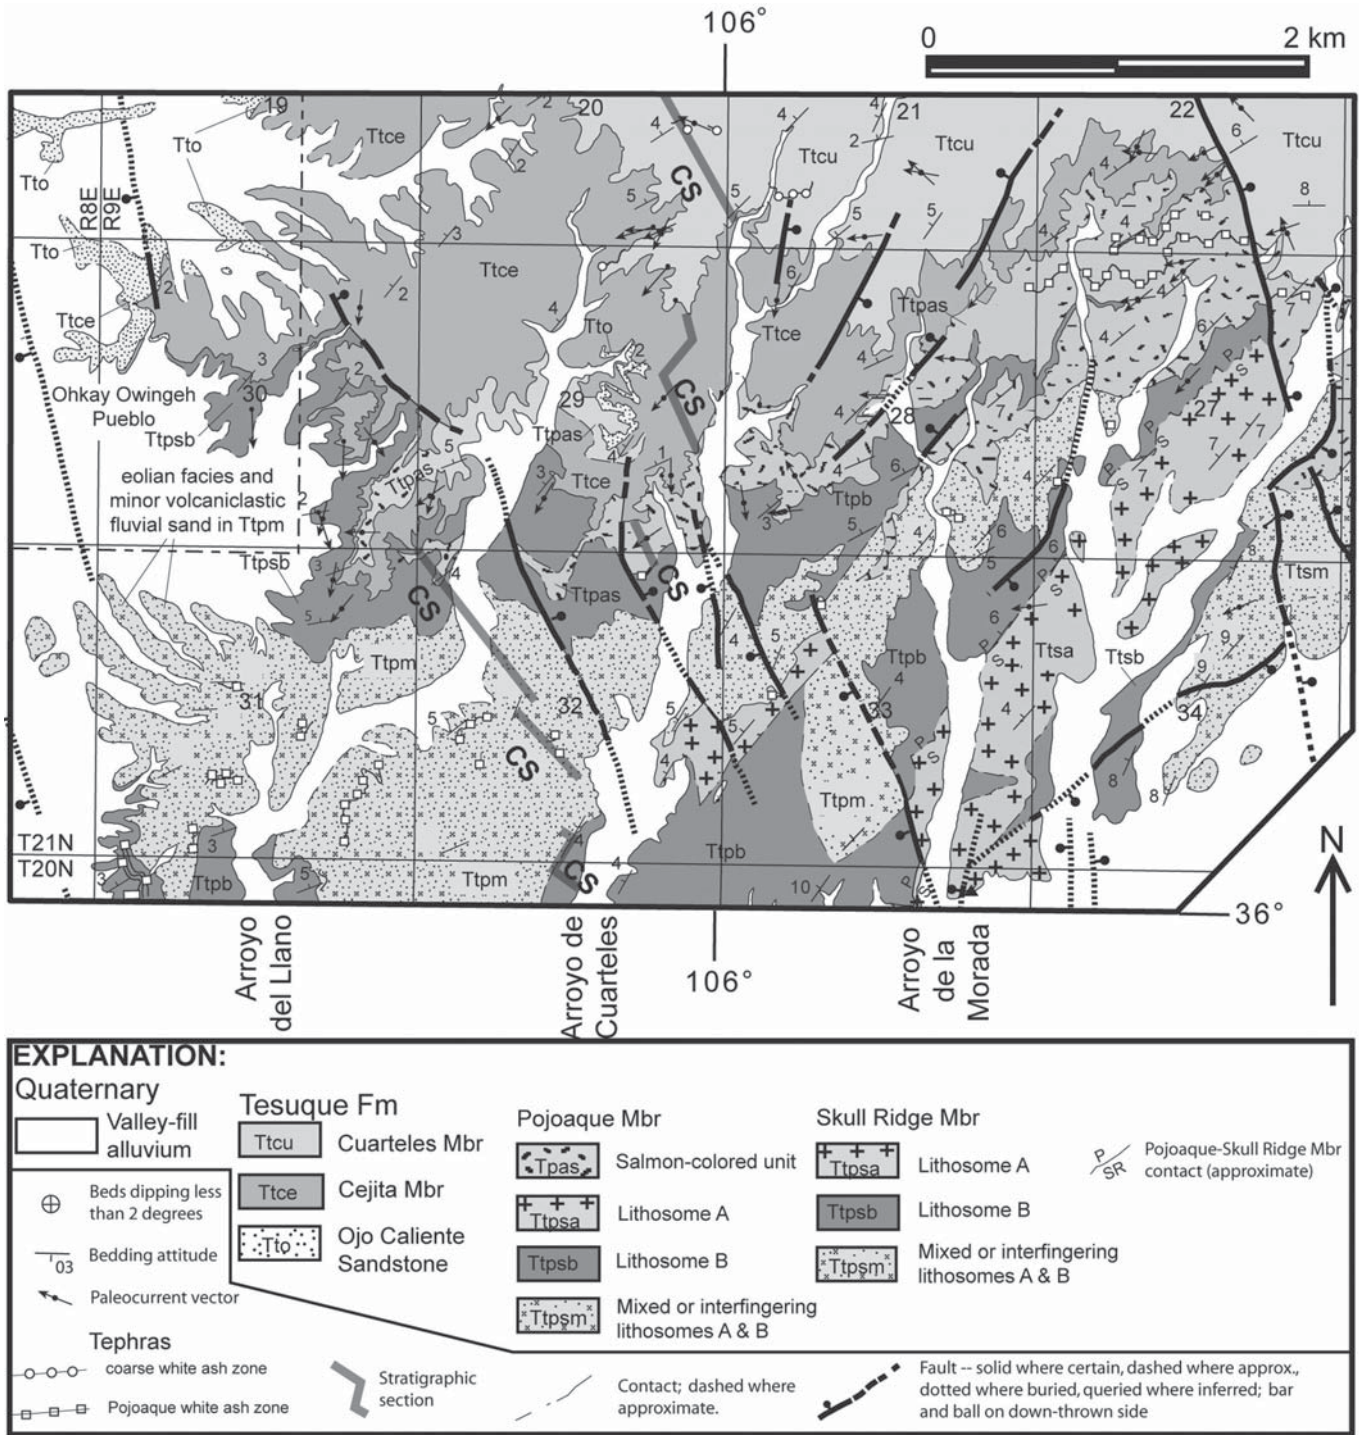 106°
0
2 km
19
20
21
22
Ttce
Tto
Ttcu
Ttcu
Ttcu
Tto
R8E
R9E
CS
Tto
Ttce
Ttce
Tto
Ttce
Ttpas
Ohkay Owingeh
Pueblo
30
29
CS
28
27
Ttpsb
Ttpas
Ttpas
Ttce
Ttpb
eolian facies and
minor volcaniclastic
fluvial sand in Ttpm
Ttpsb
CS
CS
Ttpas
Ttsm
Ttpm
Ttpb
Ttsa
Ttsb
31
32
33
34
CS
Ttpm
T21N
T20N
Ttpb
Ttpm
CS
Ttpb
10
36°
N
Arroyo
del Llano
Arroyo de
Cuarteles
106°
Arroyo
de la
Morada
EXPLANATION:
Quaternary
Valley-fill
alluvium
Beds dipping less
than 2 degrees
03
Bedding attitude
Paleocurrent vector
Tephras
coarse white ash zone
Pojoaque white ash zone
Tesuque Fm
Ttcu Cuarteles Mbr
Ttce Cejita Mbr
Tto Ojo Caliente
Sandstone
Pojoaque Mbr
Tpas Salmon-colored unit
Ttpsa Lithosome A
Ttpsb Lithosome B
Ttpsm Mixed or interfingering
lithosomes A & B
Skull Ridge Mbr
Ttpsa Lithosome A
Ttpsb Lithosome B
Ttpsm Mixed or interfingering
lithosomes A & B
P
SR
Pojoaque-Skull Ridge Mbr
contact (approximate)
Stratigraphic
section
Contact; dashed where
approximate.
Fault -- solid where certain, dashed where approx.,
dotted where buried, queried where inferred; bar
and ball on down-thrown side